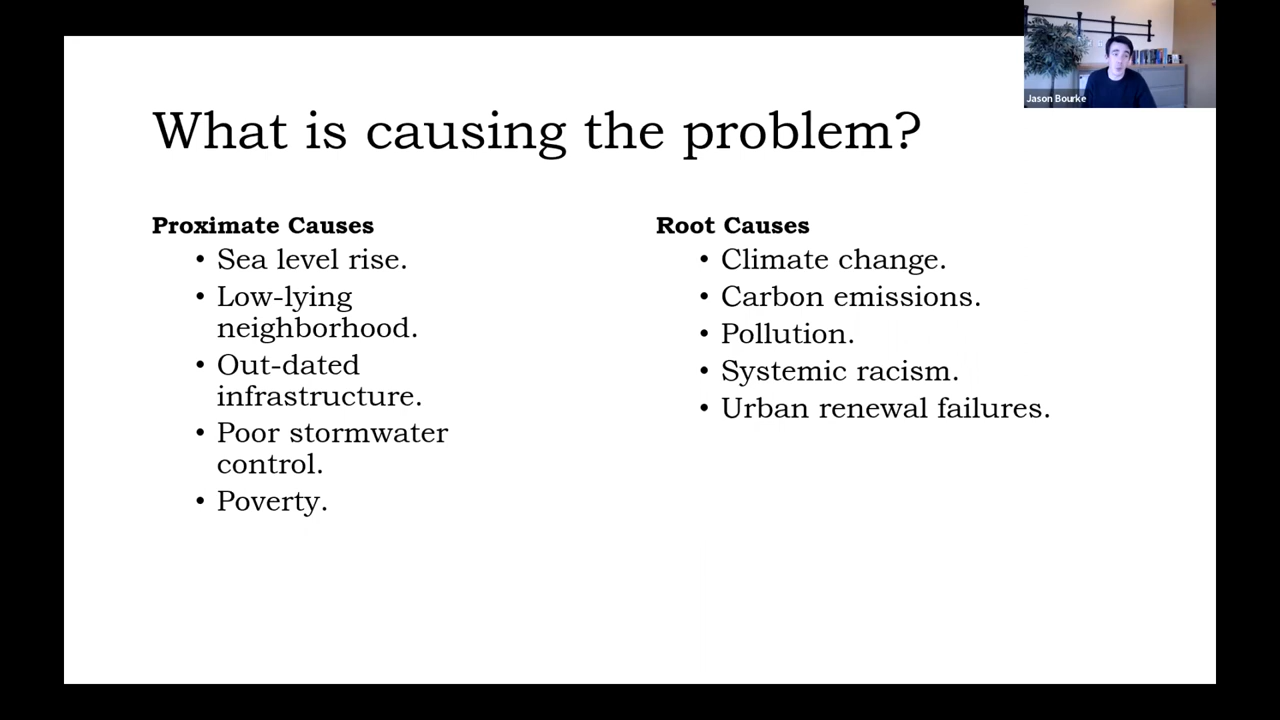 Jason Bourke
What is causing the problem?
Proximate Causes
• Sea level rise.
• Low-lying
neighborhood.
• Out-dated
infrastructure.
• Poor stormwater
control.
• Poverty.
Root Causes
• Climate change.
• Carbon emissions.
• Pollution.
• Systemic racism.
• Urban renewal failures.